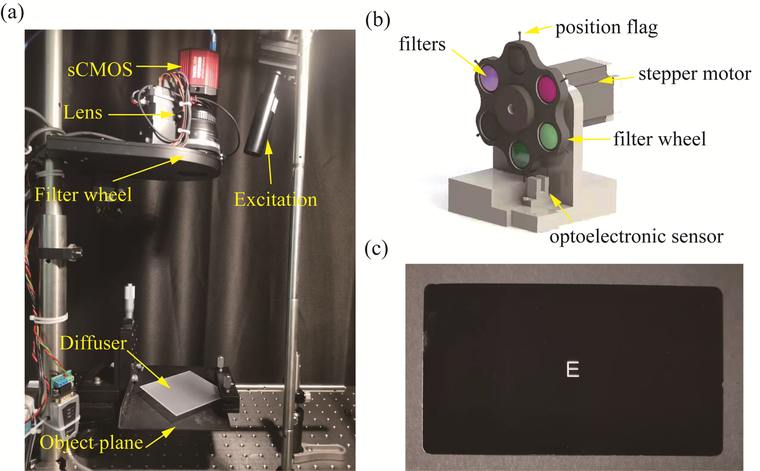 (a)
sCMOS
Lens
Filter wheel
Excitation
Diffuser
Object plane
(b)
position flag
filters
stepper motor
filter wheel
optoelectronic sensor
(c)
E